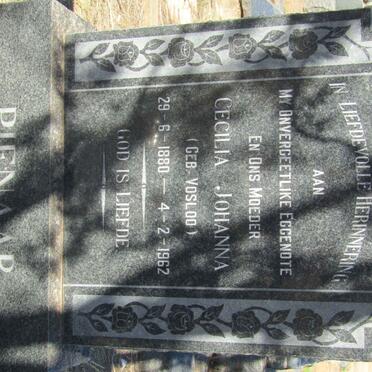 IN LIEFDEVOLLE HERINNERING
AAN
MY ONVERGEETLIKE EGGENOTE
EN ONS MOEDER
CECILIA JOHANNA
(GEB. VOSLOO)
29-6-1880 — 4-2-1962
GOD IS LIEFDE
PIENAAR